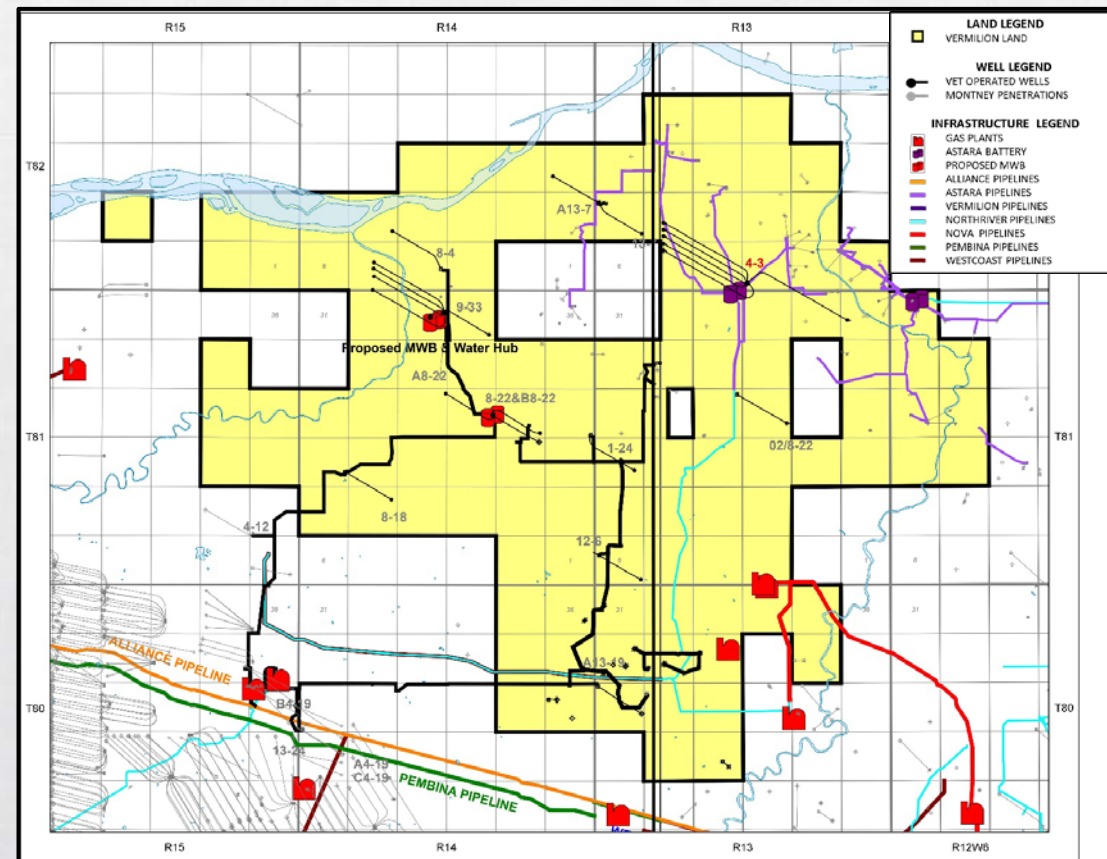 R15
R14
R13
LAND LEGEND
VERMILION LAND
WELL LEGEND
VET OPERATED WELLS
MONTNEY PENETRATIONS
INFRASTRUCTURE LEGEND
GAS PLANTS
ASTARA BATTERY
PROPOSED MWB
ALLIANCE PIPELINES
ASTARA PIPELINES
VERMILION PIPELINES
NORTHRIVER PIPELINES
NOVA PIPELINES
PEMBINA PIPELINES
WESTCOAST PIPELINES
T82
A13-7
8-4
4-3
9-33
Proposed MWB & Water Hub
A8-22
8-22&B8-22
T81
T81
1-24
02/8-22
8-18
4-12
12-6
ALLIANCE PIPELINE
A13-19
B4-19
T80
T80
13-24
A4-19
C4-19
PEMBINA PIPELINE
R15
R14
R13
R12W6